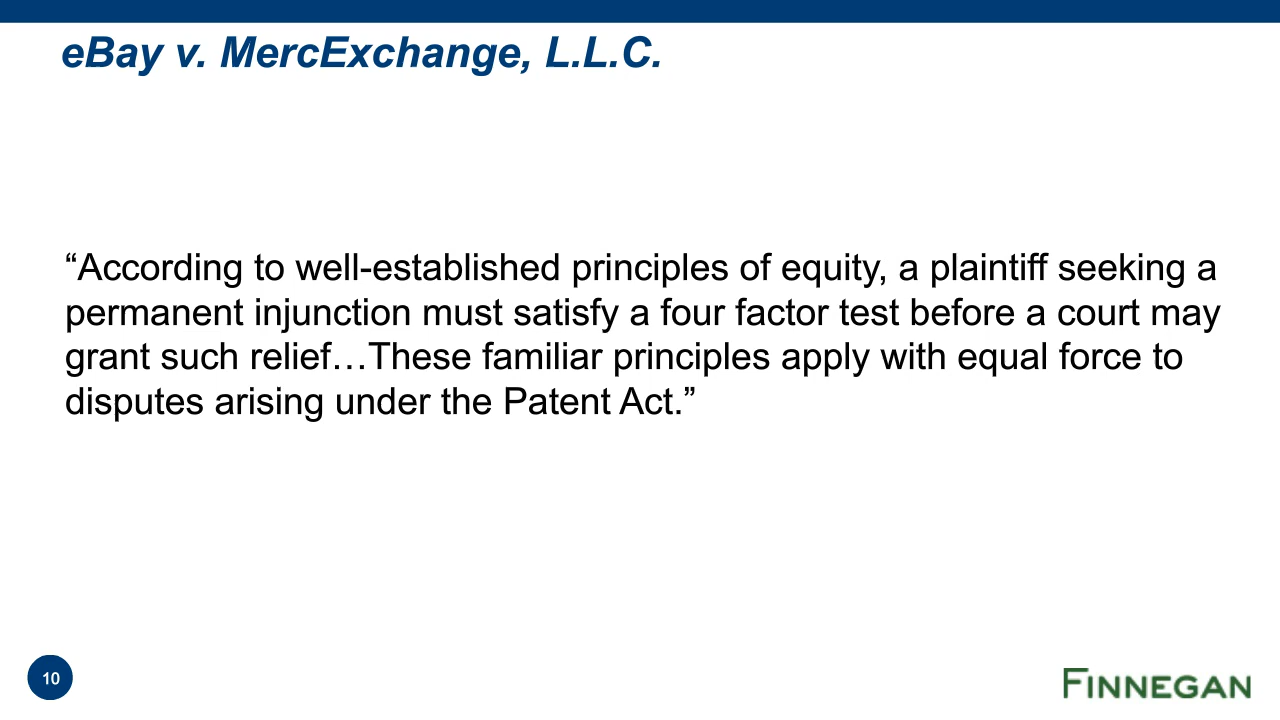 eBay v. MercExchange, L.L.C.
“According to well-established principles of equity, a plaintiff seeking a
permanent injunction must satisfy a four factor test before a court may
grant such relief…These familiar principles apply with equal force to
disputes arising under the Patent Act.”
10
FINNEGAN